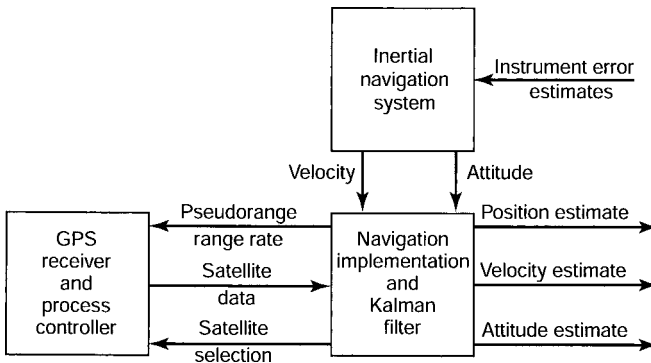 Inertial
navigation
system
Instrument error
estimates
Velocity
Attitude
GPS
receiver
and
process
controller
Pseudorange
range rate
Satellite
data
Satellite
selection
Navigation
implementation
and
Kalman
filter
Position estimate
Velocity estimate
Attitude estimate